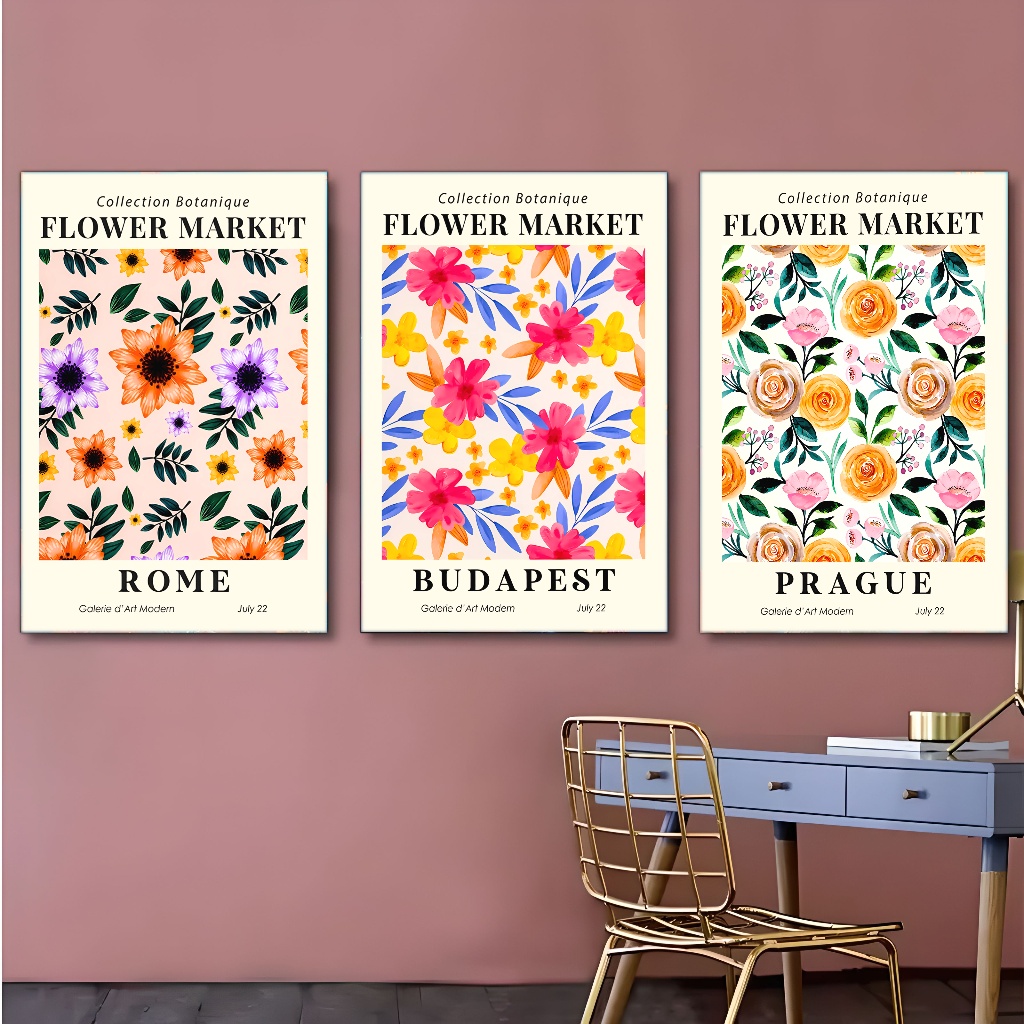 Collection Botanique
FLOWER MARKET
ROME
Galerie d'Art Modern July 22
Collection Botanique
FLOWER MARKET
BUDAPEST
Galerie d'Art Modern July 22
Collection Botanique
FLOWER MARKET
PRAGUE
Galerie d'Art Modern July 22